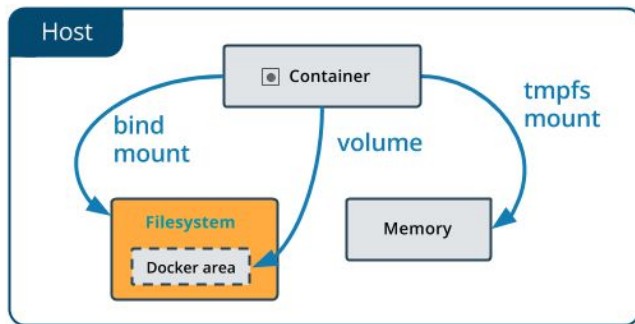 Host
Container
bind
mount
volume
tmpfs
mount
Filesystem
Docker area
Memory